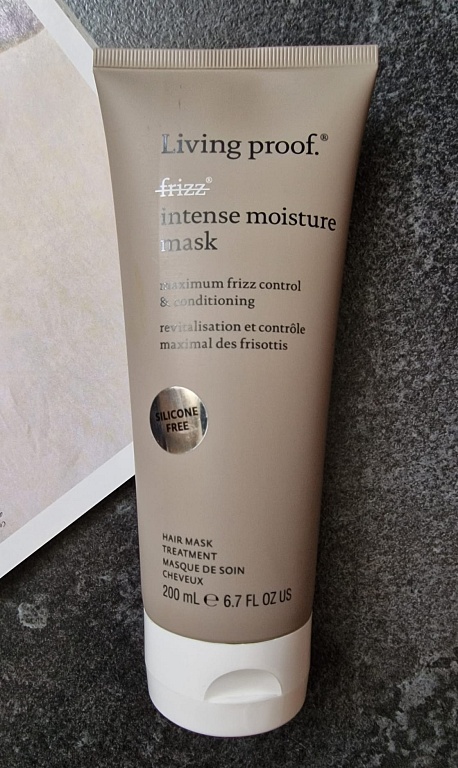 Living proof.®
frizz®
intense moisture
mask
maximum frizz control
& conditioning
revitalisation et contrôle
maximal des frisottis
SILICONE
FREE
HAIR MASK
TREATMENT
MASQUE DE SOIN
CHEVEUX
200 mL ℮ 6.7 FL OZ US